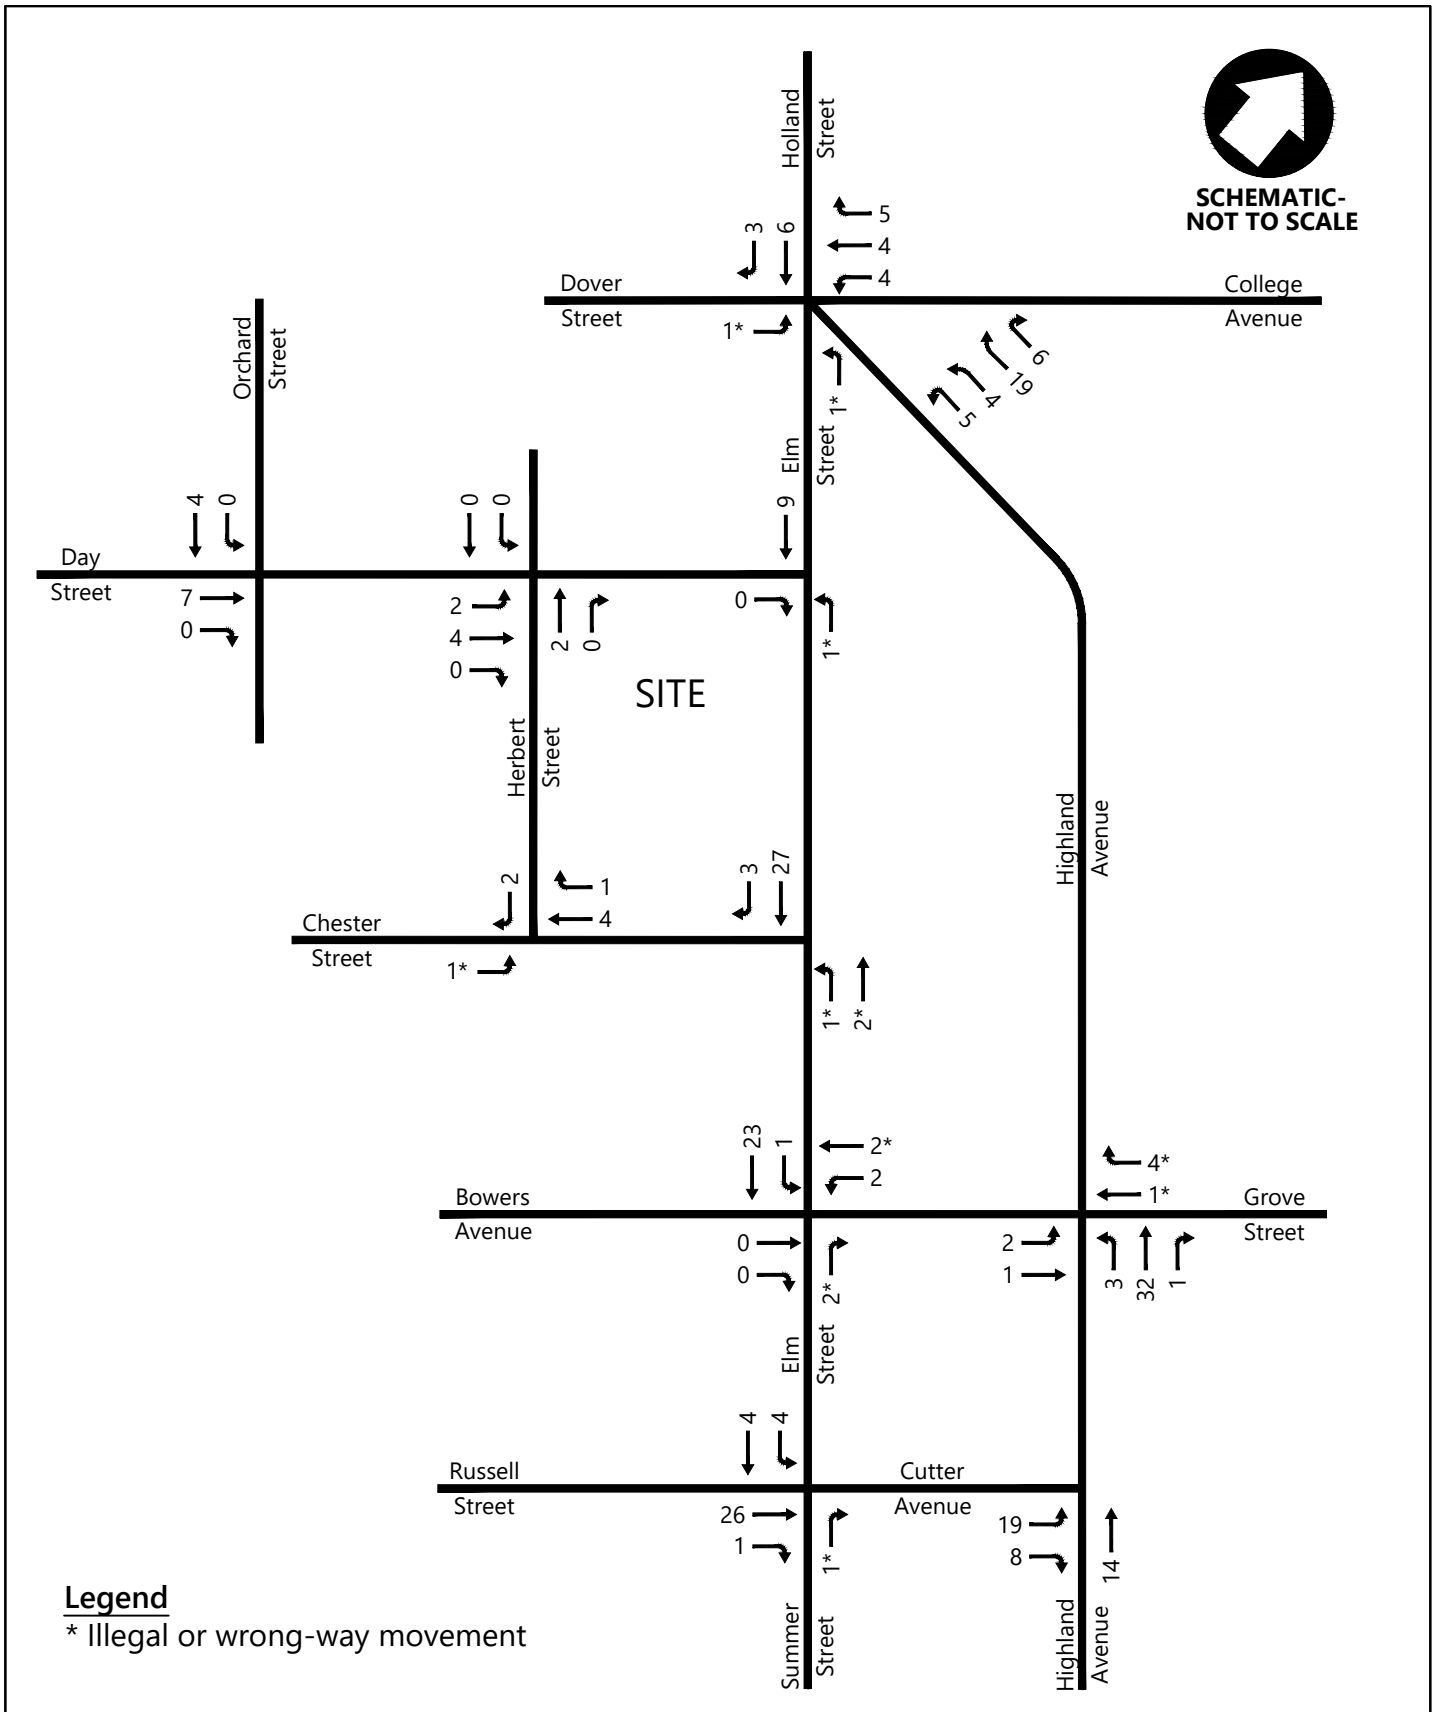 Holland
Street
SCHEMATIC-
NOT TO SCALE
3
6
5
4
4
Dover
Street
College
Avenue
1*
1*
6
19
4
5
Orchard
Street
Elm
Street
4
0
0
0
9
Day
Street
7
0
2
4
0
2
0
0
1*
SITE
Herbert
Street
Highland
Avenue
2
1
4
3
27
Chester
Street
1*
1*
2*
23
1
2*
2
4*
1*
Bowers
Avenue
Grove
Street
0
0
2*
2
1
3
32
1
Elm
Street
4
4
Russell
Street
Cutter
Avenue
26
1
1*
19
8
14
Legend
* Illegal or wrong-way movement
Summer
Street
Highland
Avenue